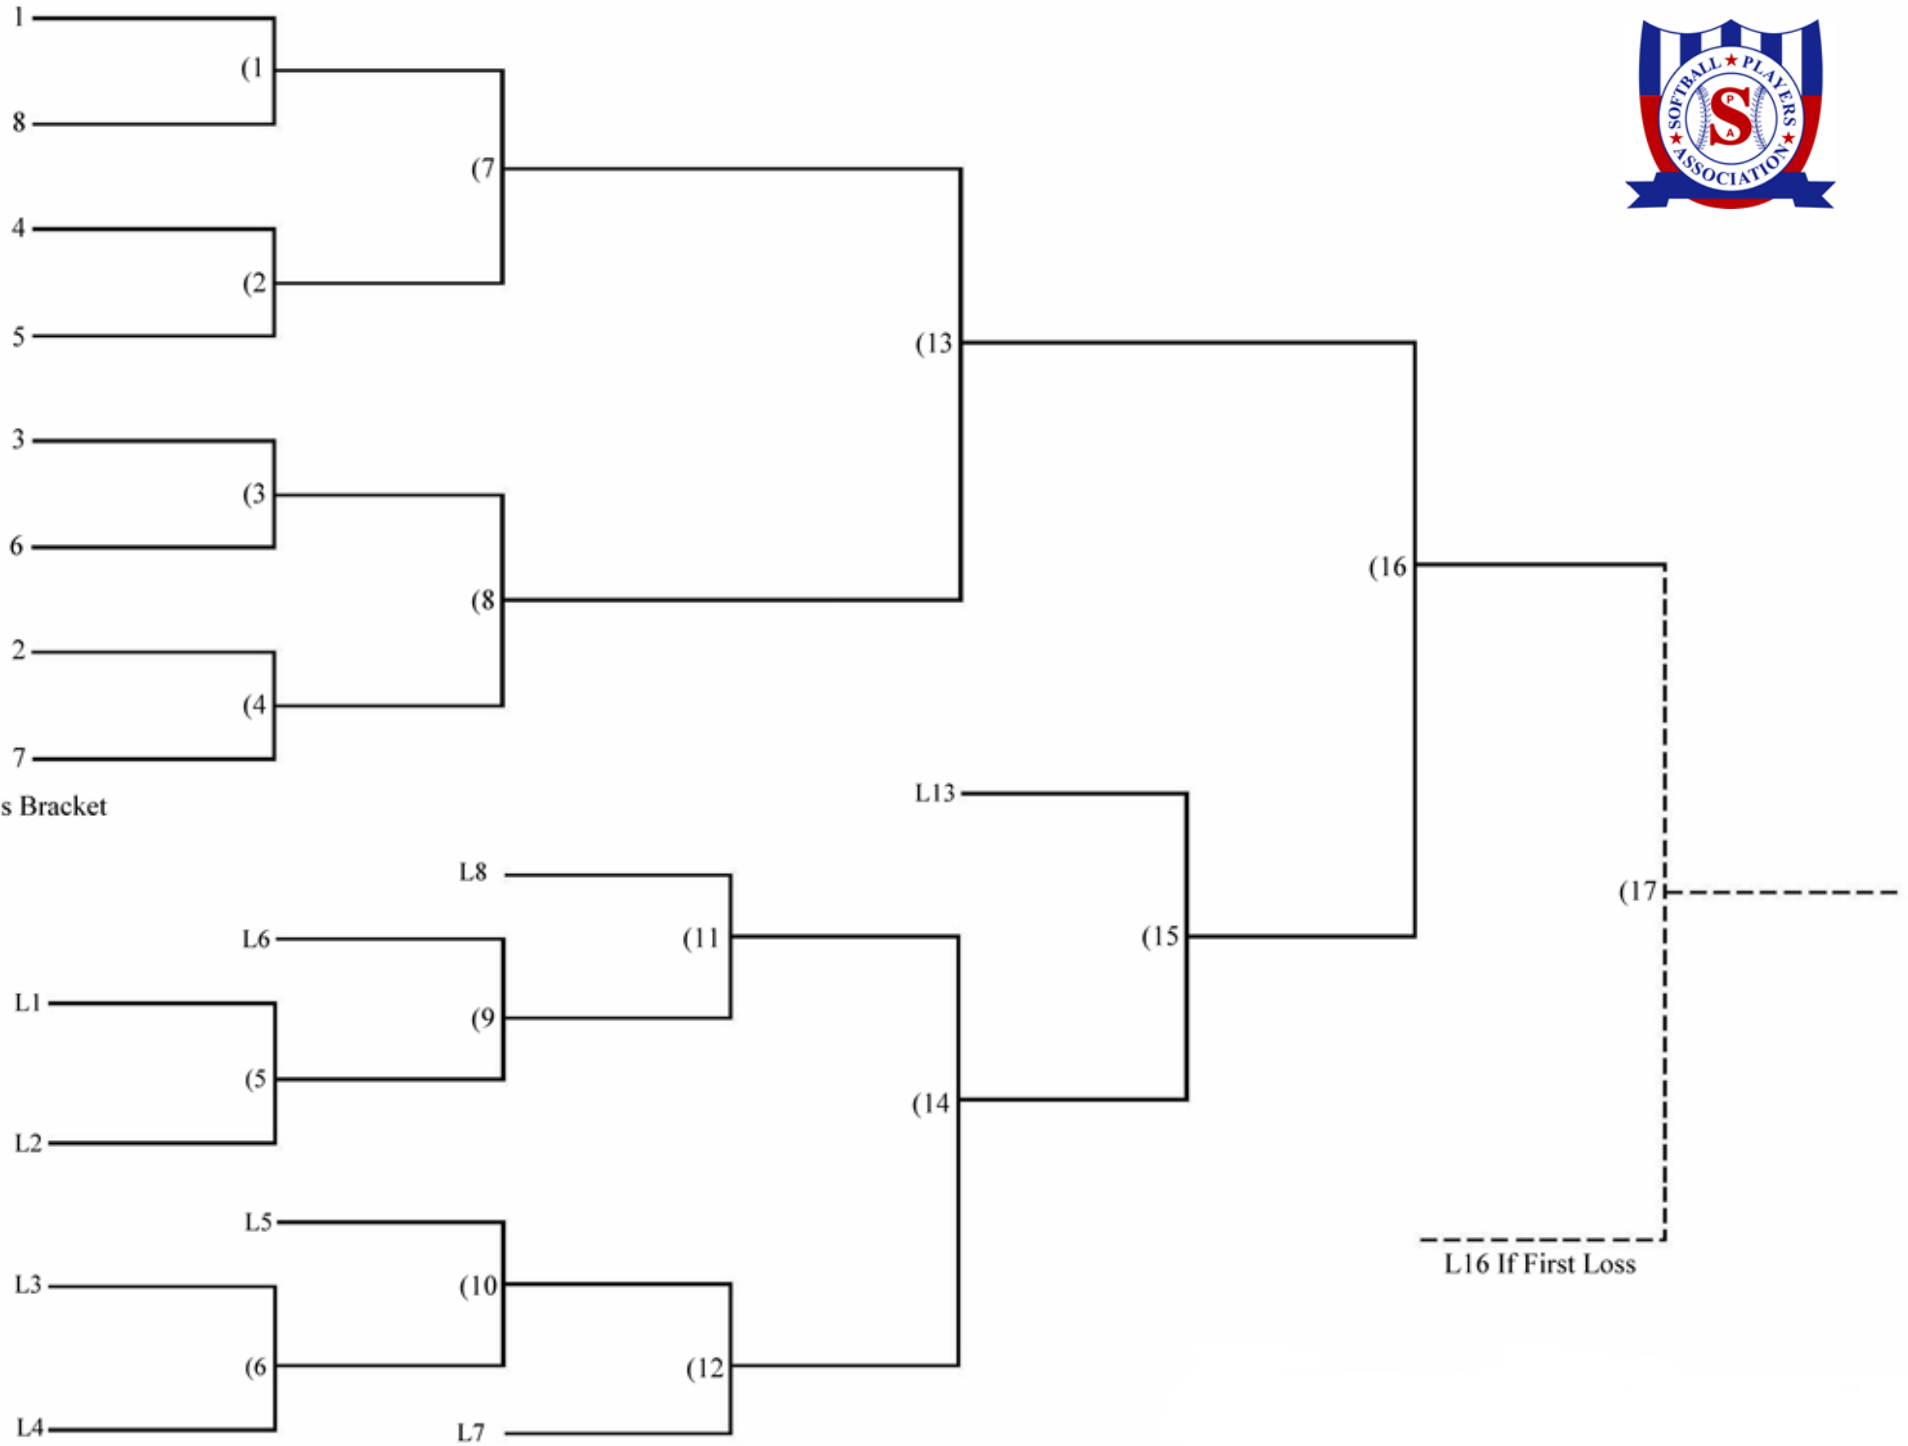 1
(1
8
(7
4
(2
5
(13
3
(3
6
(8
(16
2
(4
7
s Bracket
L13
L8
L6
(11
(15
(17
L1
(9
(5
(14
L2
L5
L16 If First Loss
L3
(10
(6
(12
L4
L7
SOFTBALL ★ PLAYERS ★ ASSOCIATION ★
P
S
A